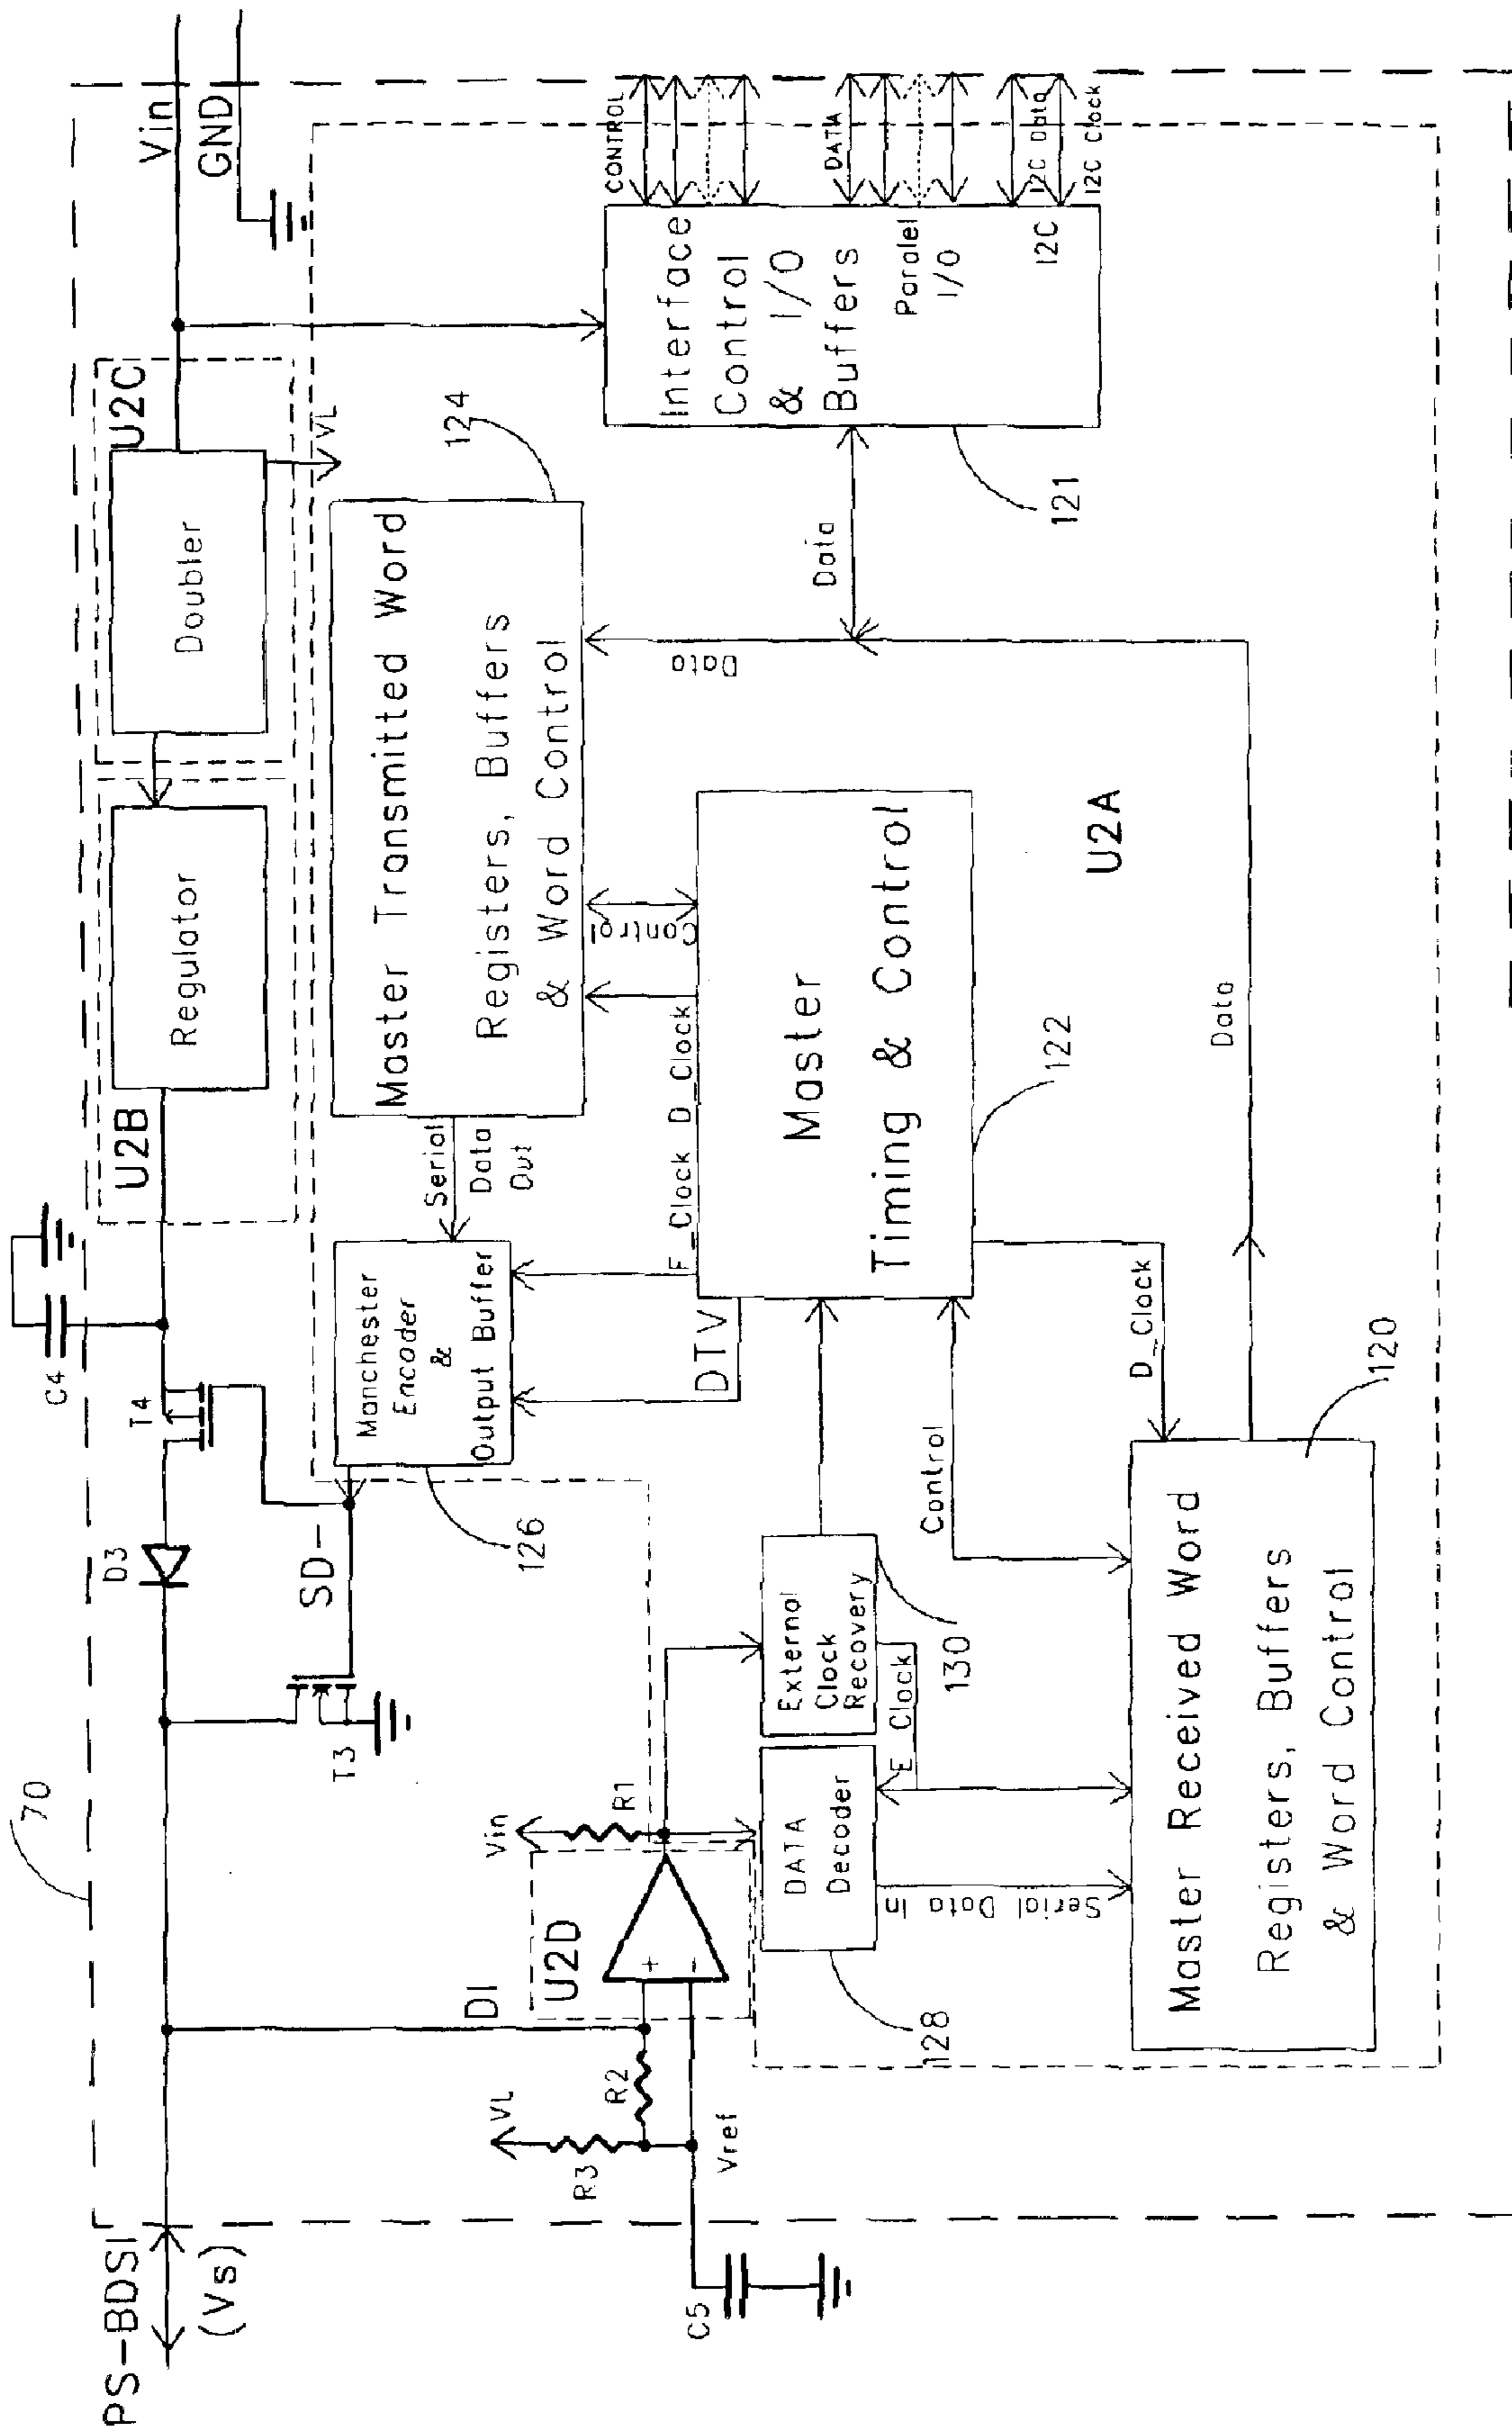 PS-BDSI
(Vs)
70
D3
T4
C4
U2B
Regulator
Doubler
U2C
Vin
GND
VL
SD-
T3
126
Manchester
Encoder
&
Output Buffer
Serial
Data
Out
Master Transmitted Word
Registers, Buffers
& Word Control
124
DI
U2D
Vin
R1
+
-
VL
R2
R3
Vref
C5
DTV
F_Clock
D_Clock
Control
Data
Data
Interface
Control
& I/O
Buffers
Paralel
I/O
I2C
CONTROL
DATA
I2C Data
I2C Clock
121
Master
Timing & Control
122
U2A
External
Clock
Recovery
130
E_Clock
DATA
Decoder
128
Serial Data In
Control
D_Clock
Data
Master Received Word
Registers, Buffers
& Word Control
120